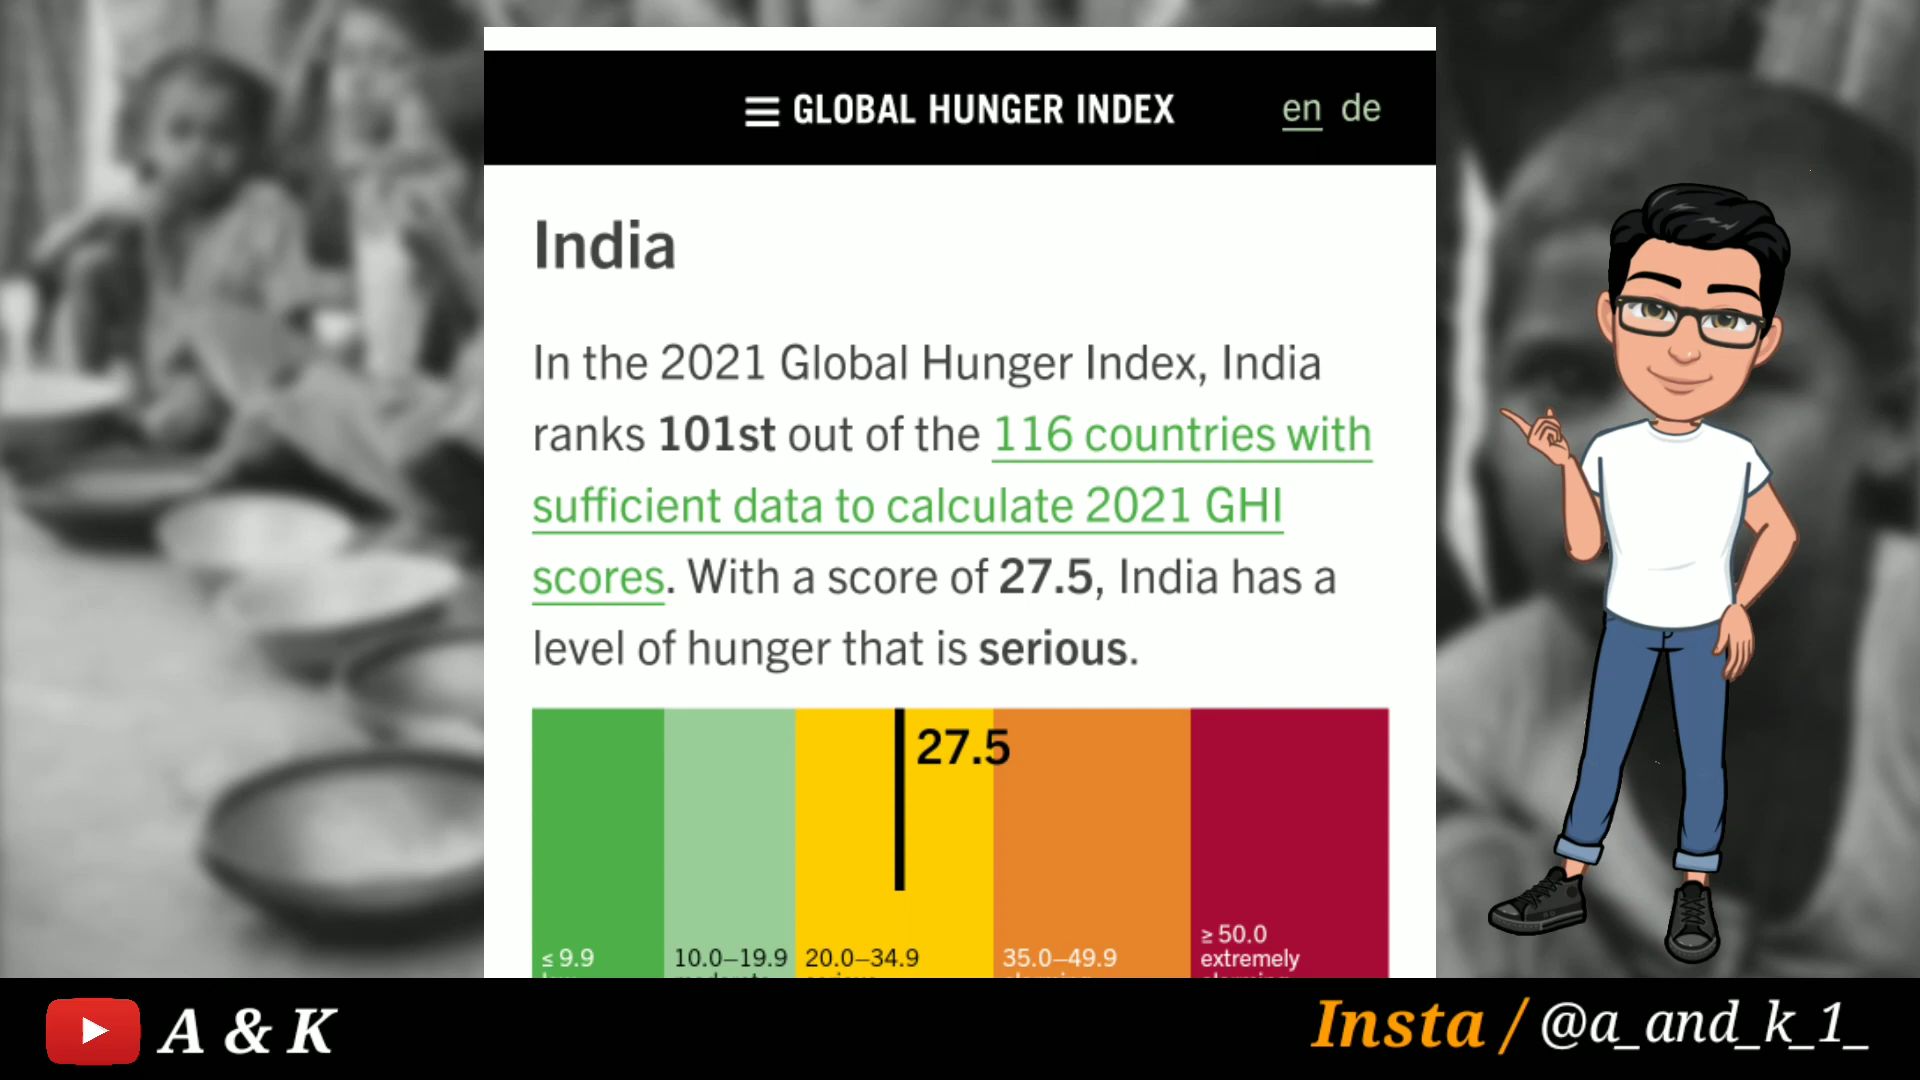 GLOBAL HUNGER INDEX
en de
India
In the 2021 Global Hunger Index, India
ranks 101st out of the 116 countries with
sufficient data to calculate 2021 GHI
scores. With a score of 27.5, India has a
level of hunger that is serious.
27.5
≤ 9.9
10.0–19.9
20.0–34.9
35.0–49.9
≥ 50.0
extremely
A & K
Insta / @a_and_k_1_